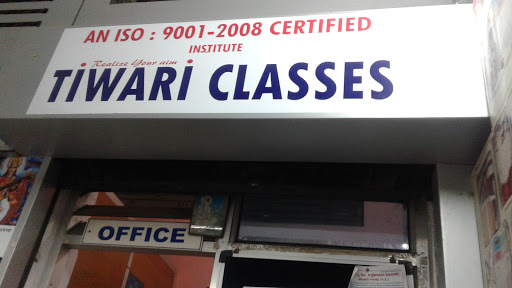 AN ISO : 9001-2008 CERTIFIED
INSTITUTE
Realize Your aim
TiWARi CLASSES
OFFICE